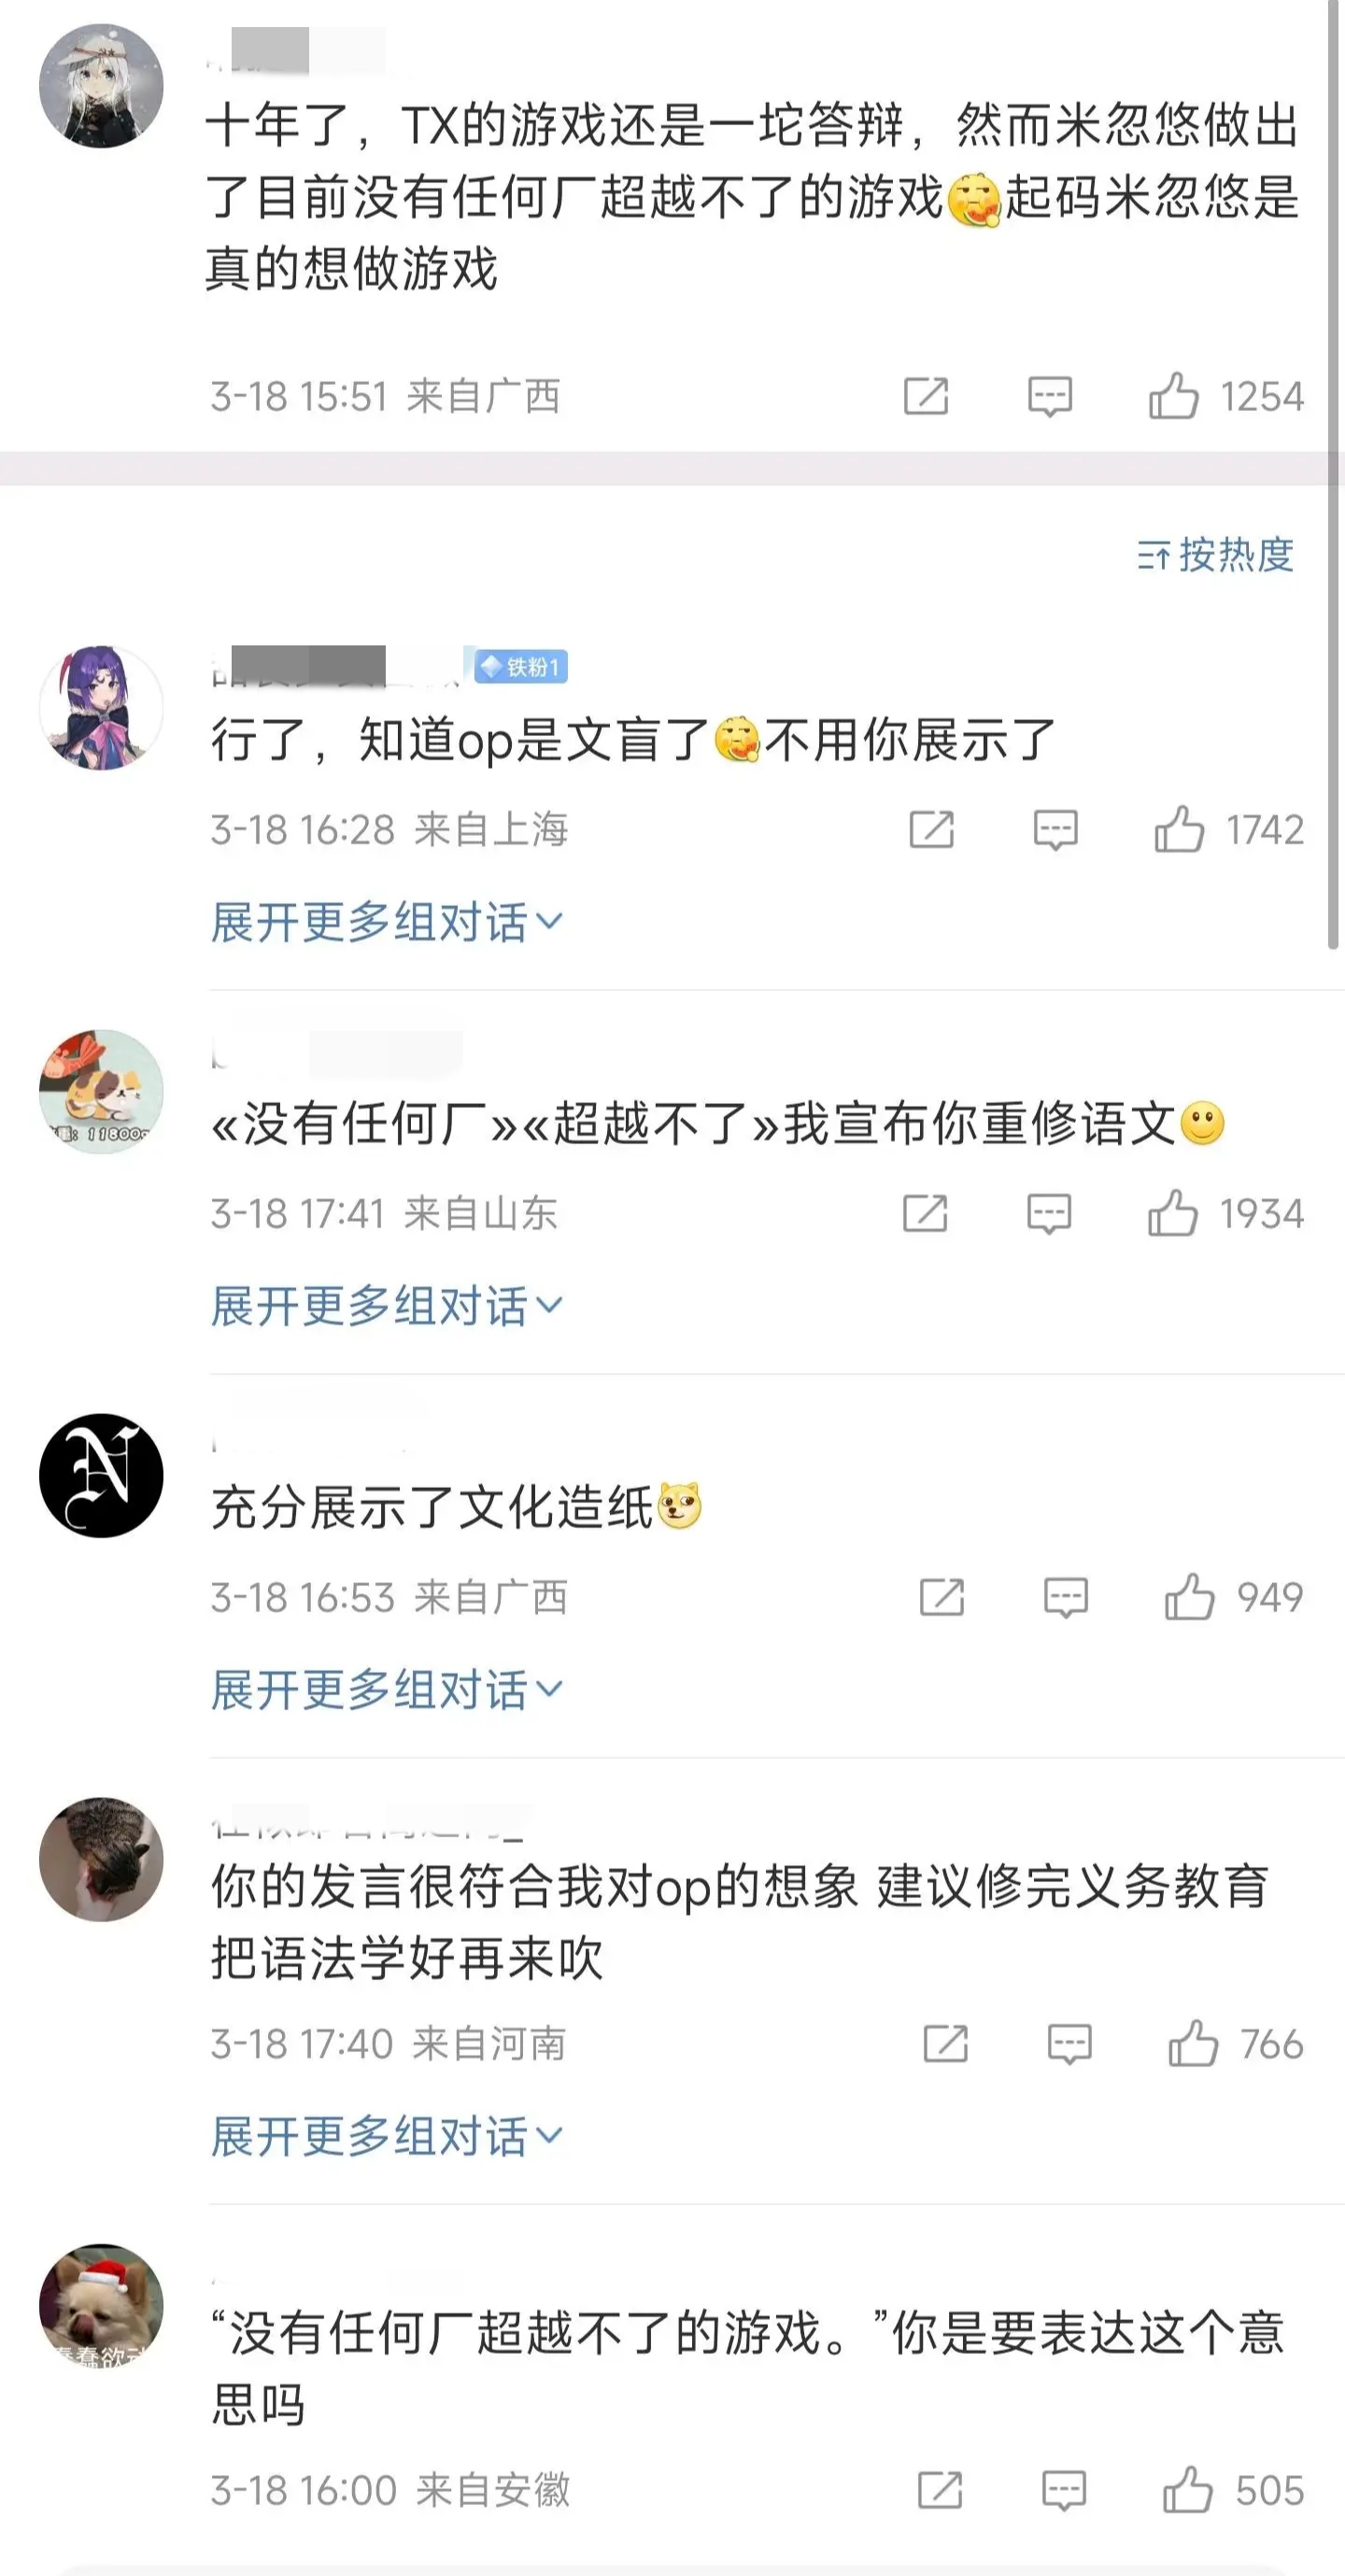 十年了，TX的游戏还是一坨答辩，然而米忽悠做出
了目前没有任何厂超越不了的游戏起码米忽悠是
真的想做游戏
3-18 15:51 来自广西 1254
按热度
铁粉1
行了，知道op是文盲了不用你展示了
3-18 16:28 来自上海 1742
展开更多组对话
11800g
«没有任何厂»«超越不了»我宣布你重修语文
3-18 17:41 来自山东 1934
展开更多组对话
N
充分展示了文化造纸
3-18 16:53 来自广西 949
展开更多组对话
你的发言很符合我对op的想象 建议修完义务教育
把语法学好再来吹
3-18 17:40 来自河南 766
展开更多组对话
“没有任何厂超越不了的游戏。”你是要表达这个意
思吗
蠢欲
3-18 16:00 来自安徽 505